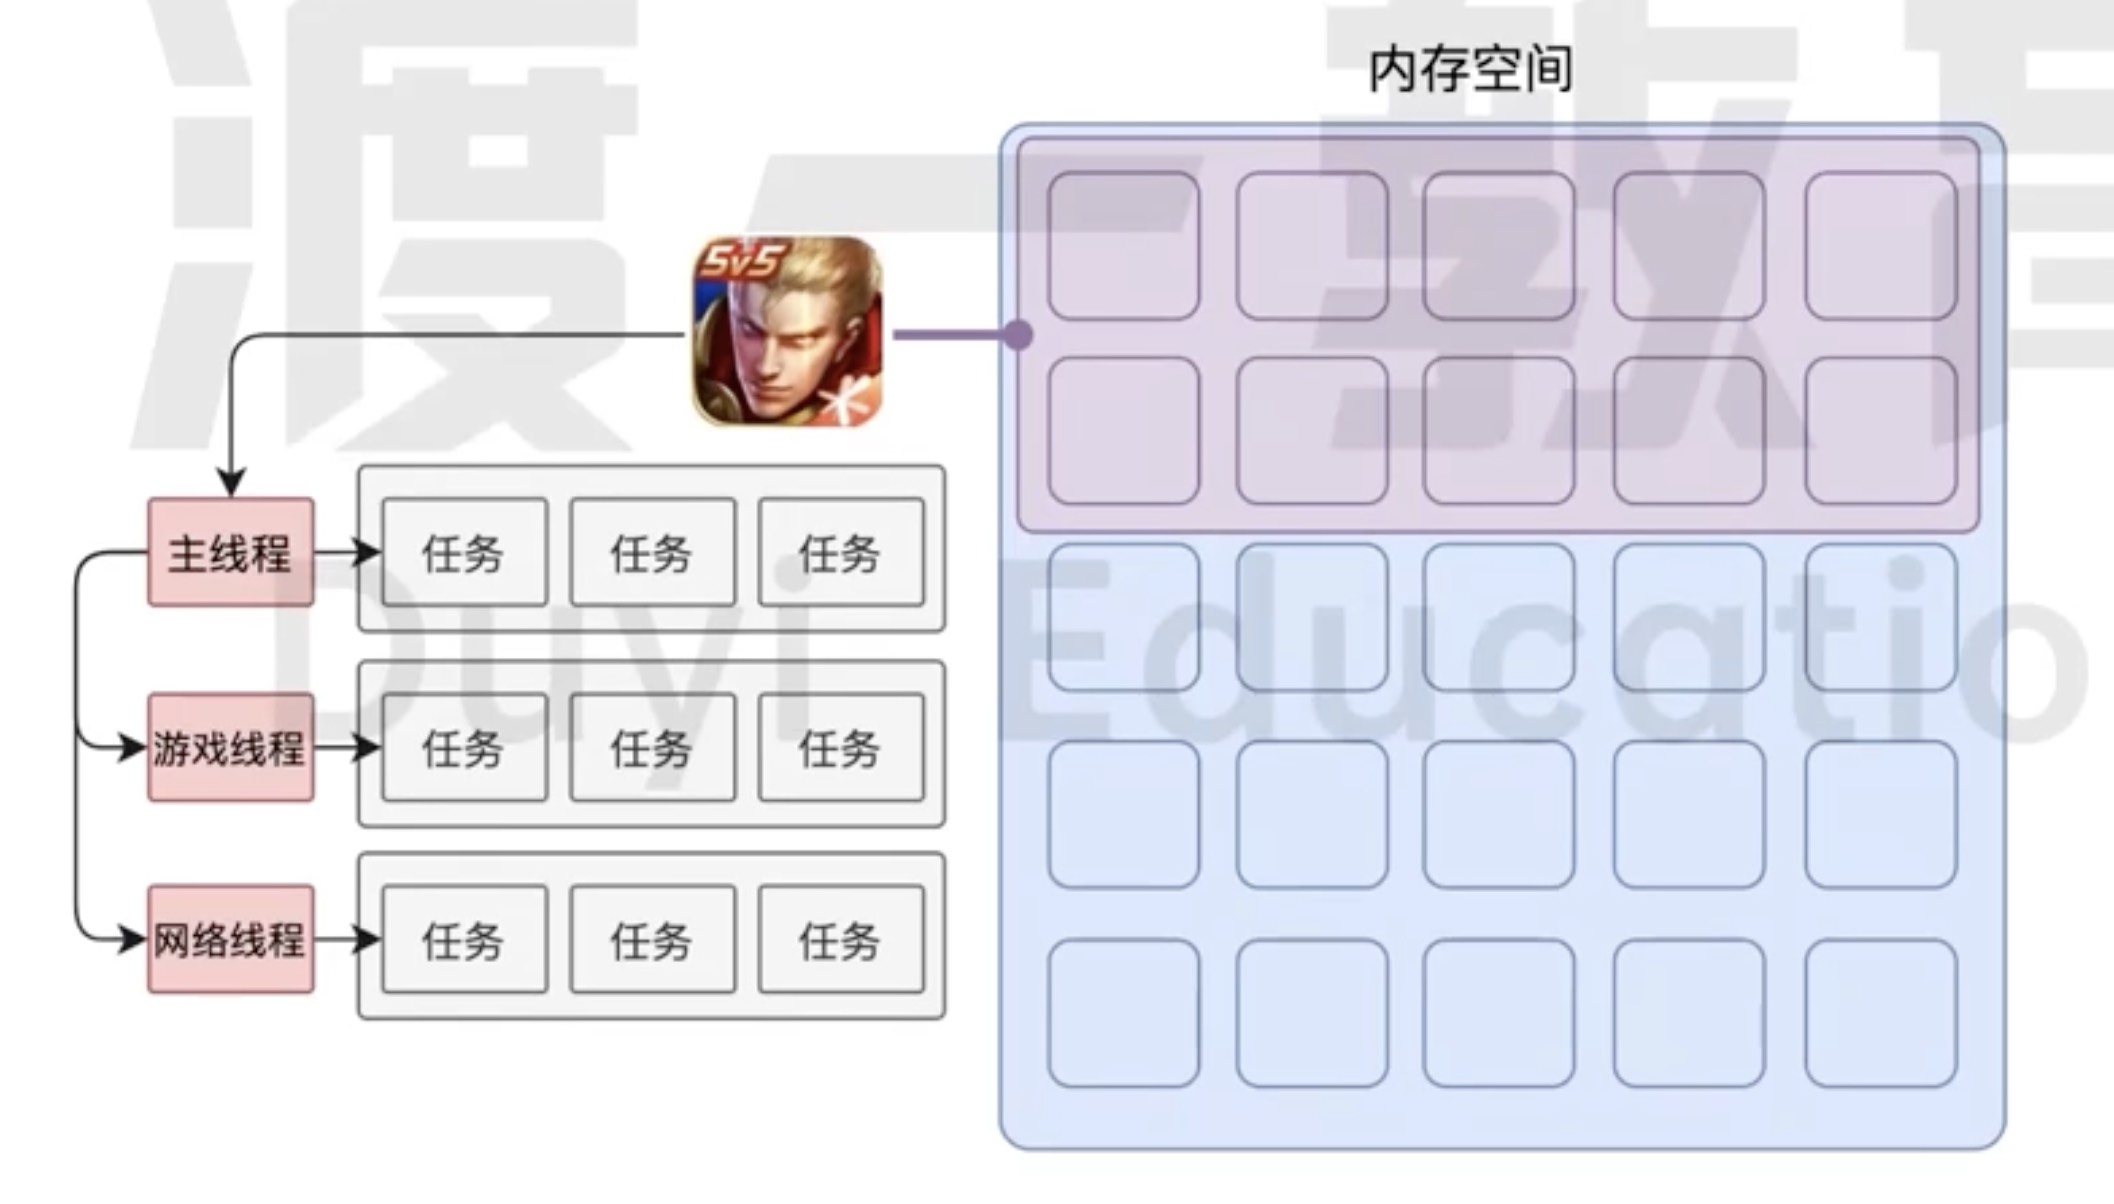 渡一教育
Duyi Educatio
内存空间
5v5
主线程 任务 任务 任务
游戏线程 任务 任务 任务
网络线程 任务 任务 任务